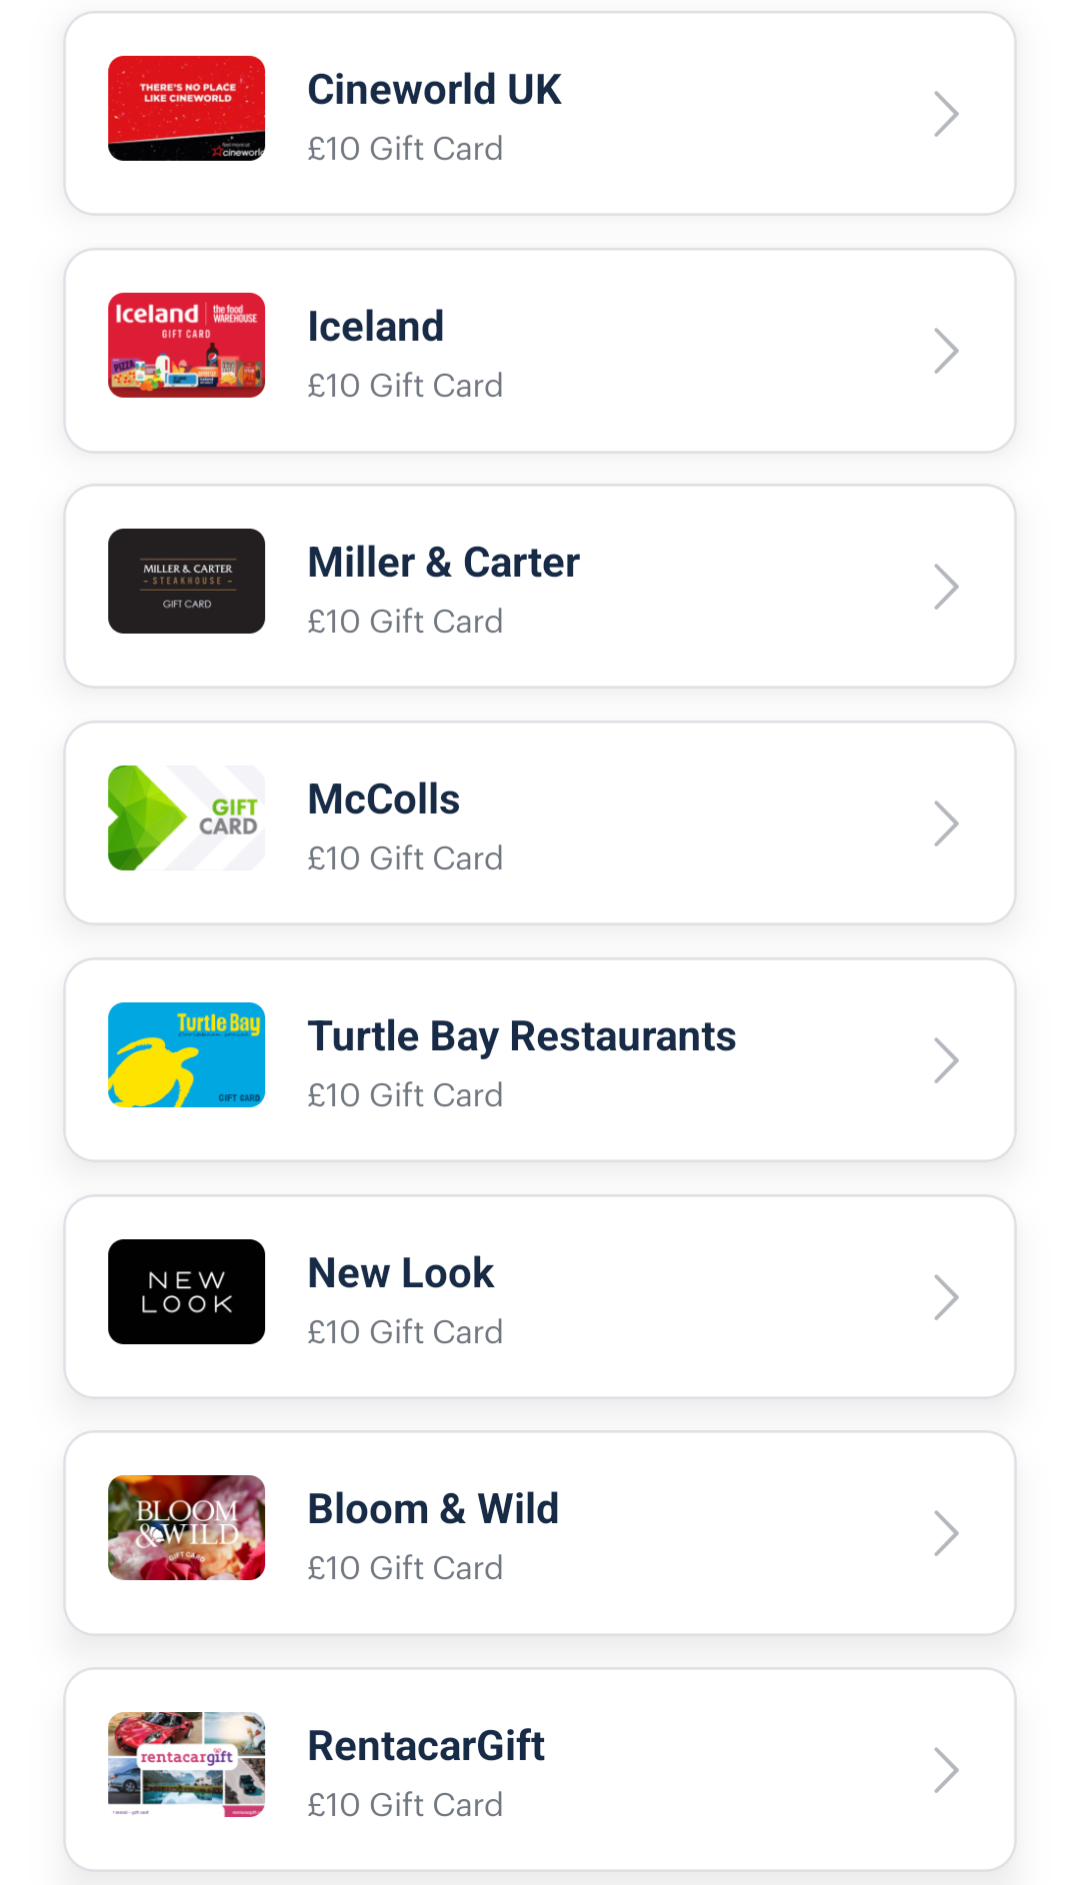 THERE'S NO PLACE
LIKE CINEWORLD
cineworld
Cineworld UK
£10 Gift Card
Iceland the food WAREHOUSE
GIFT CARD
PIZZA
Iceland
£10 Gift Card
MILLER & CARTER
- STEAKHOUSE -
GIFT CARD
Miller & Carter
£10 Gift Card
GIFT
CARD
McColls
£10 Gift Card
Turtle Bay
GIFT CARD
Turtle Bay Restaurants
£10 Gift Card
NEW
LOOK
New Look
£10 Gift Card
BLOOM
&WILD
GIFT CARD
Bloom & Wild
£10 Gift Card
rentacargift
RentacarGift
£10 Gift Card